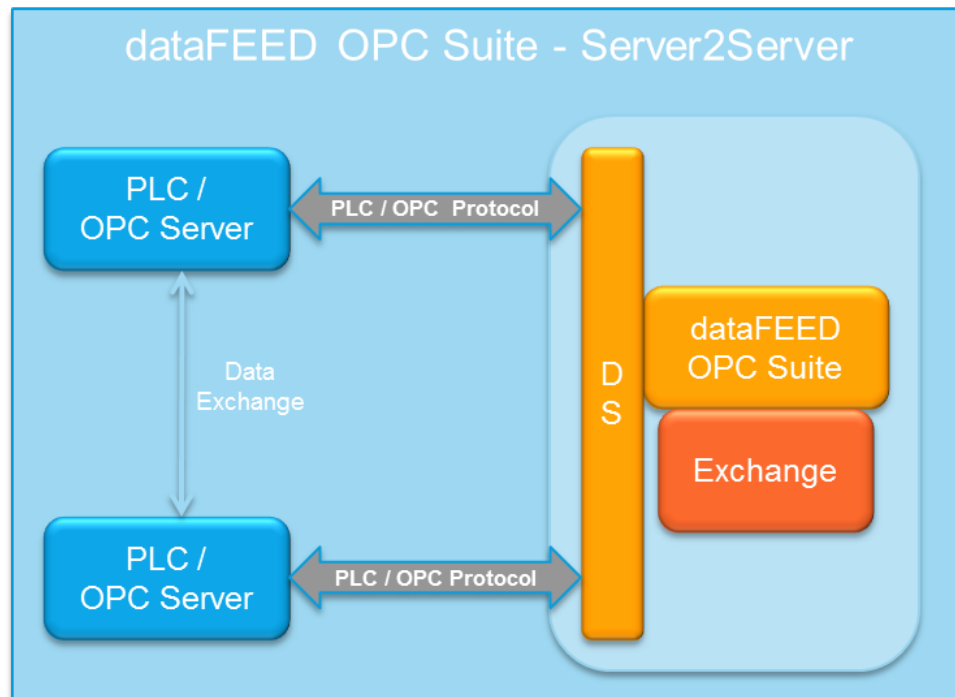 dataFEED OPC Suite - Server2Server
PLC /
OPC Server
PLC / OPC Protocol
Data
Exchange
D
S
dataFEED
OPC Suite
Exchange
PLC /
OPC Server
PLC / OPC Protocol